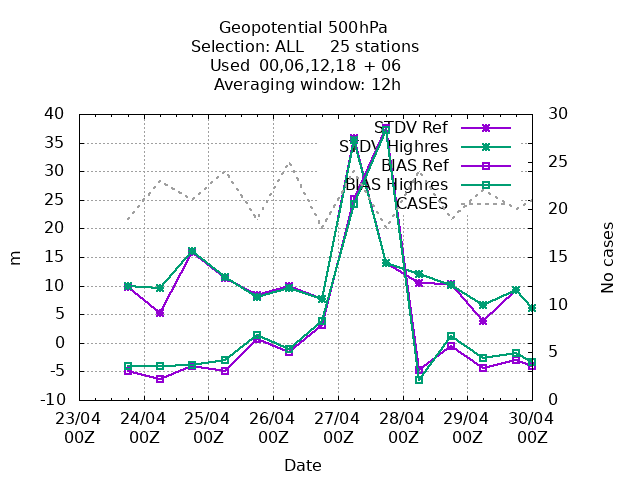 Geopotential 500hPa
Selection: ALL 25 stations
Used 00,06,12,18 + 06
Averaging window: 12h
40
35
30
25
20
15
10
5
0
-5
-10
m
STDV Ref
STDV Highres
BIAS Ref
BIAS Highres
CASES
30
25
20
15
10
5
0
No cases
23/04 24/04 25/04 26/04 27/04 28/04 29/04 30/04
00Z 00Z 00Z 00Z 00Z 00Z 00Z 00Z
Date